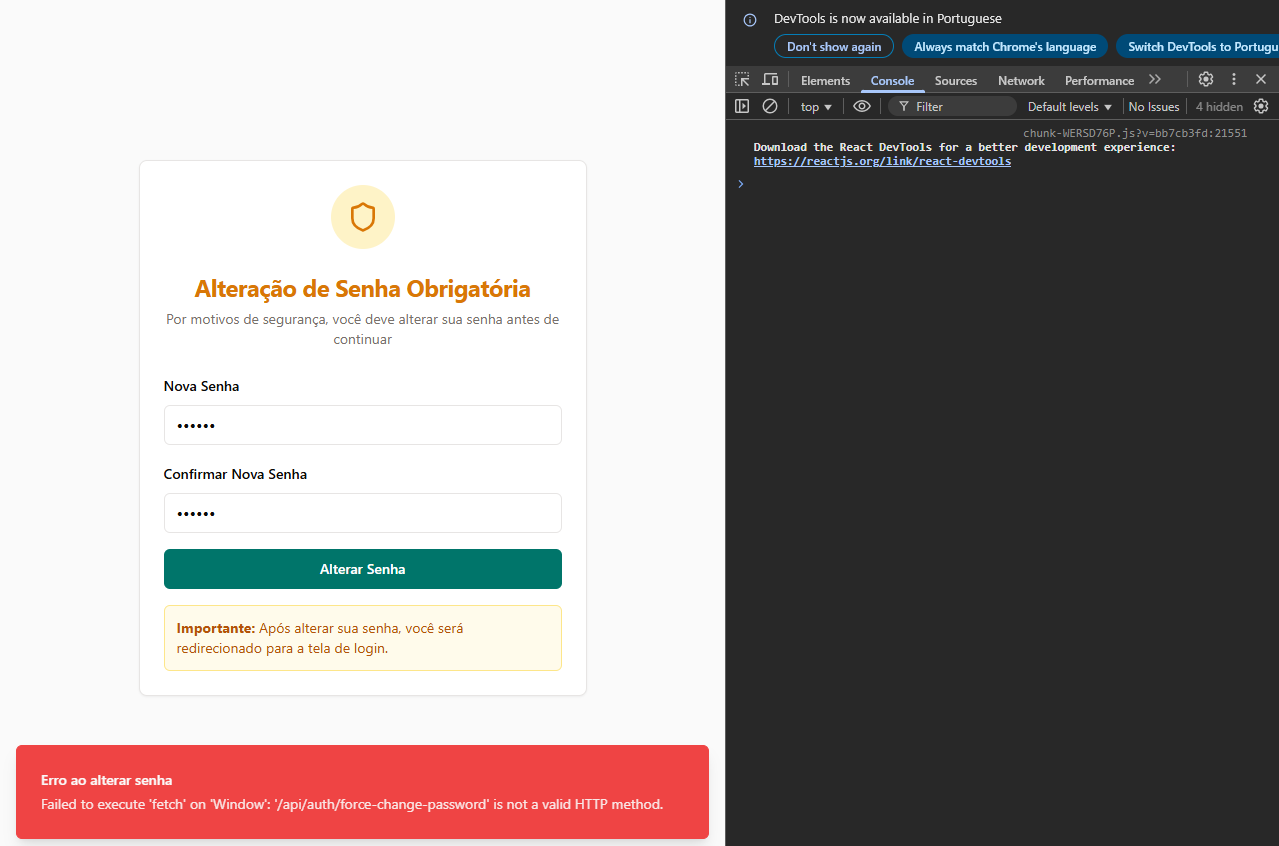 Alteração de Senha Obrigatória
Por motivos de segurança, você deve alterar sua senha antes de
continuar
Nova Senha
••••••
Confirmar Nova Senha
••••••
Alterar Senha
Importante: Após alterar sua senha, você será
redirecionado para a tela de login.
Erro ao alterar senha
Failed to execute 'fetch' on 'Window': '/api/auth/force-change-password' is not a valid HTTP method.
DevTools is now available in Portuguese
Don't show again
Always match Chrome's language
Switch DevTools to Portugu
Elements
Console
Sources
Network
Performance
top
Filter
Default levels
No Issues
4 hidden
chunk-WERSD76P.js?v=bb7cb3fd:21551
Download the React DevTools for a better development experience:
https://reactjs.org/link/react-devtools